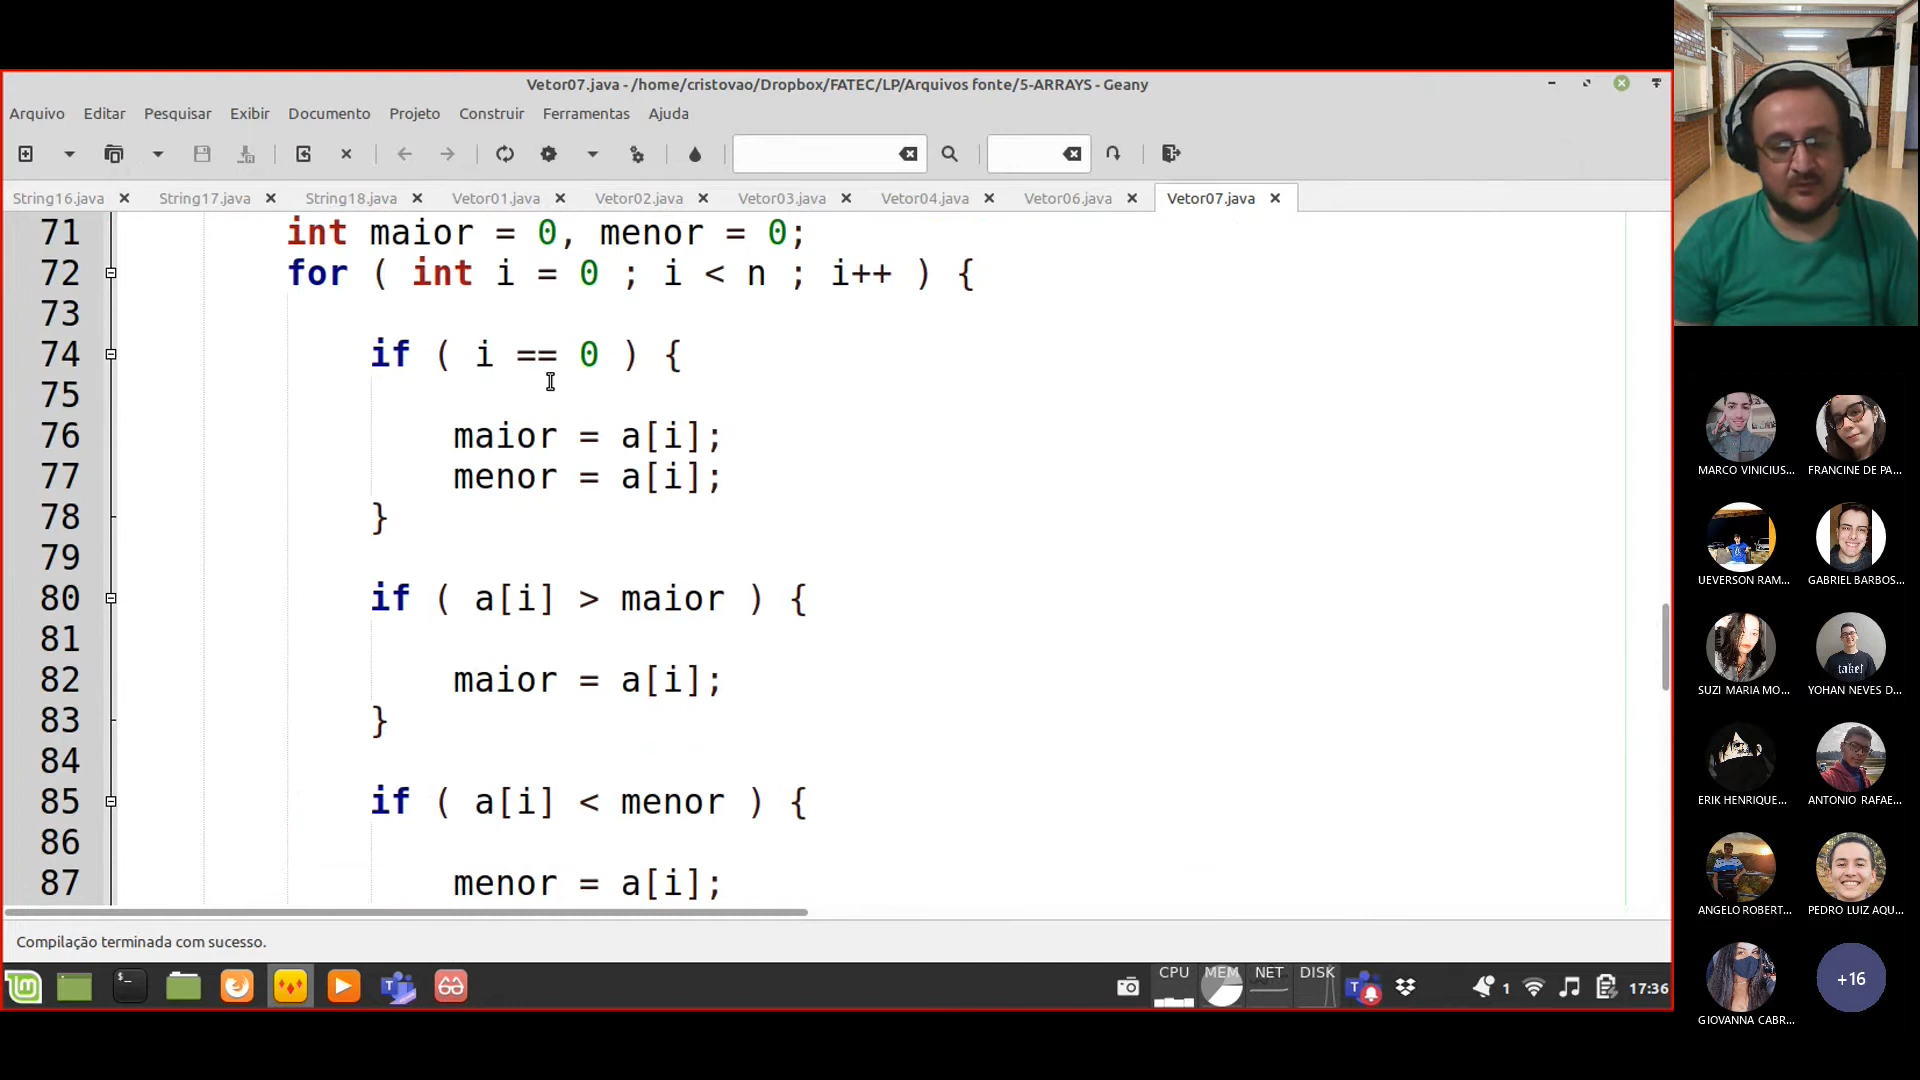 Vetor07.java - /home/cristovao/Dropbox/FATEC/LP/Arquivos fonte/5-ARRAYS - Geany
Arquivo Editar Pesquisar Exibir Documento Projeto Construir Ferramentas Ajuda
String16.java String17.java String18.java Vetor01.java Vetor02.java Vetor03.java Vetor04.java Vetor06.java Vetor07.java
71 int maior = 0, menor = 0;
72 for ( int i = 0 ; i < n ; i++ ) {
73
74 if ( i == 0 ) {
75
76 maior = a[i];
77 menor = a[i];
78 }
79
80 if ( a[i] > maior ) {
81
82 maior = a[i];
83 }
84
85 if ( a[i] < menor ) {
86
87 menor = a[i];
Compilação terminada com sucesso.
CPU MEM NET DISK 1 17:36
MARCO VINICIUS... FRANCINE DE PA...
UEVERSON RAM... GABRIEL BARBOS...
taket
SUZI MARIA MO... YOHAN NEVES D...
ERIK HENRIQUE... ANTONIO RAFAE...
ANGELO ROBERT... PEDRO LUIZ AQU...
+16
GIOVANNA CABR...